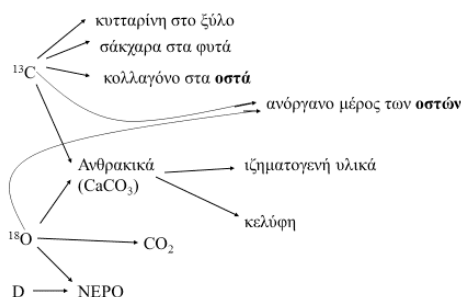 κυτταρίνη στο ξύλο
σάκχαρα στα φυτά
¹³C
κολλαγόνο στα οστά
ανόργανο μέρος των οστών
Ανθρακικά
(CaCO₃)
ιζηματογενή υλικά
κελύφη
¹⁸O
CO₂
D
ΝΕΡΟ